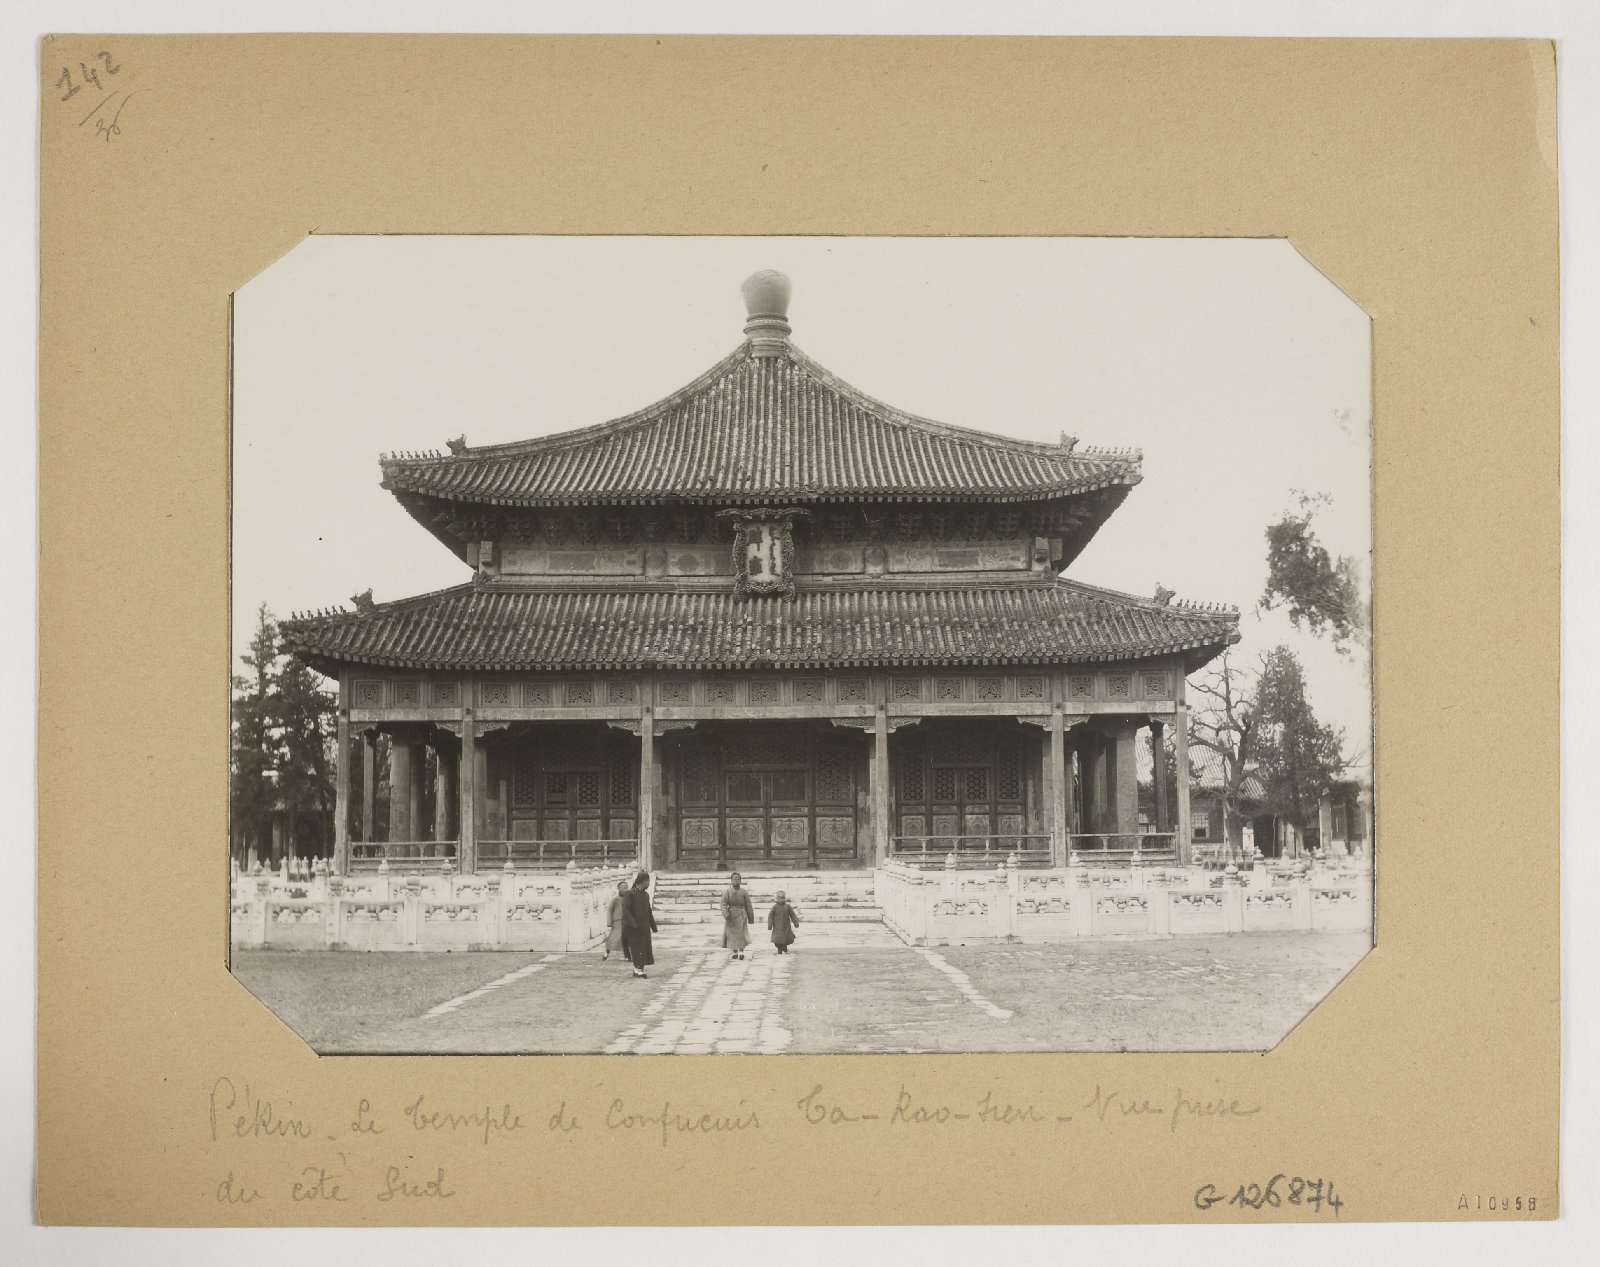 142
36
Pékin - Le temple de Confucius Ta-Kao-tien - Vue prise
du côté Sud
G 126874
A10958